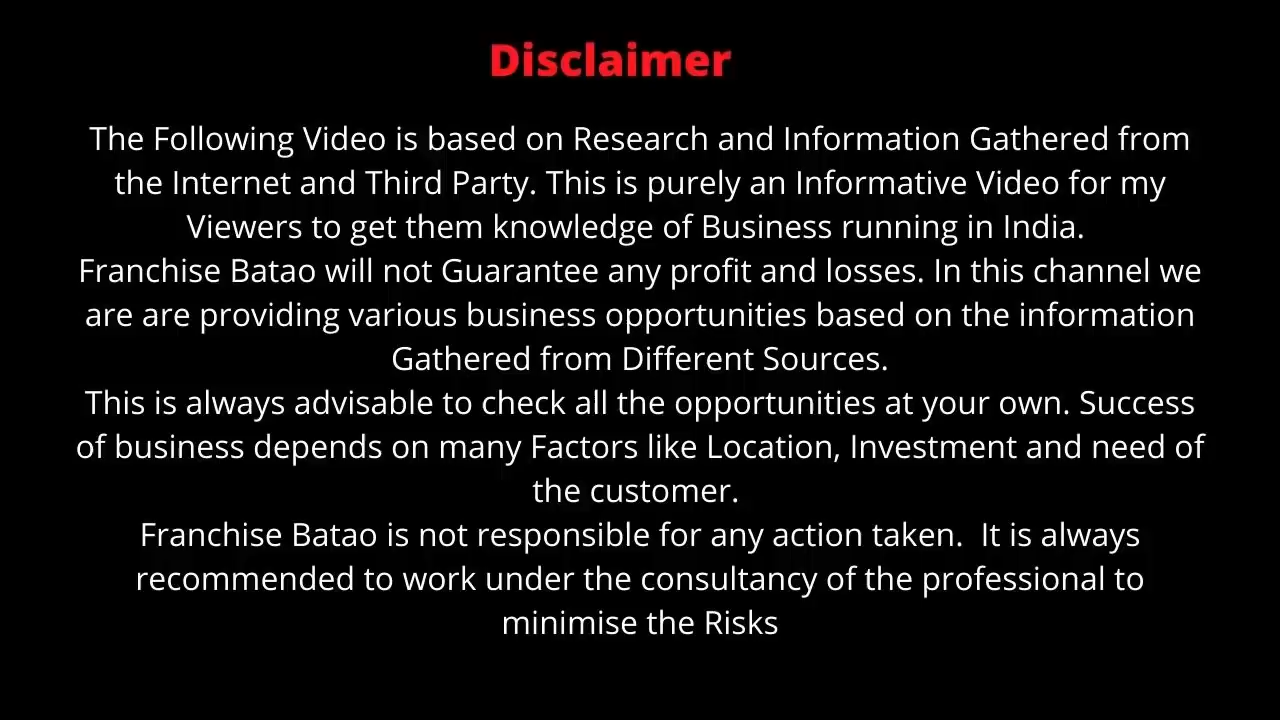 Disclaimer
The Following Video is based on Research and Information Gathered from
the Internet and Third Party. This is purely an Informative Video for my
Viewers to get them knowledge of Business running in India.
Franchise Batao will not Guarantee any profit and losses. In this channel we
are are providing various business opportunities based on the information
Gathered from Different Sources.
This is always advisable to check all the opportunities at your own. Success
of business depends on many Factors like Location, Investment and need of
the customer.
Franchise Batao is not responsible for any action taken.  It is always
recommended to work under the consultancy of the professional to
minimise the Risks